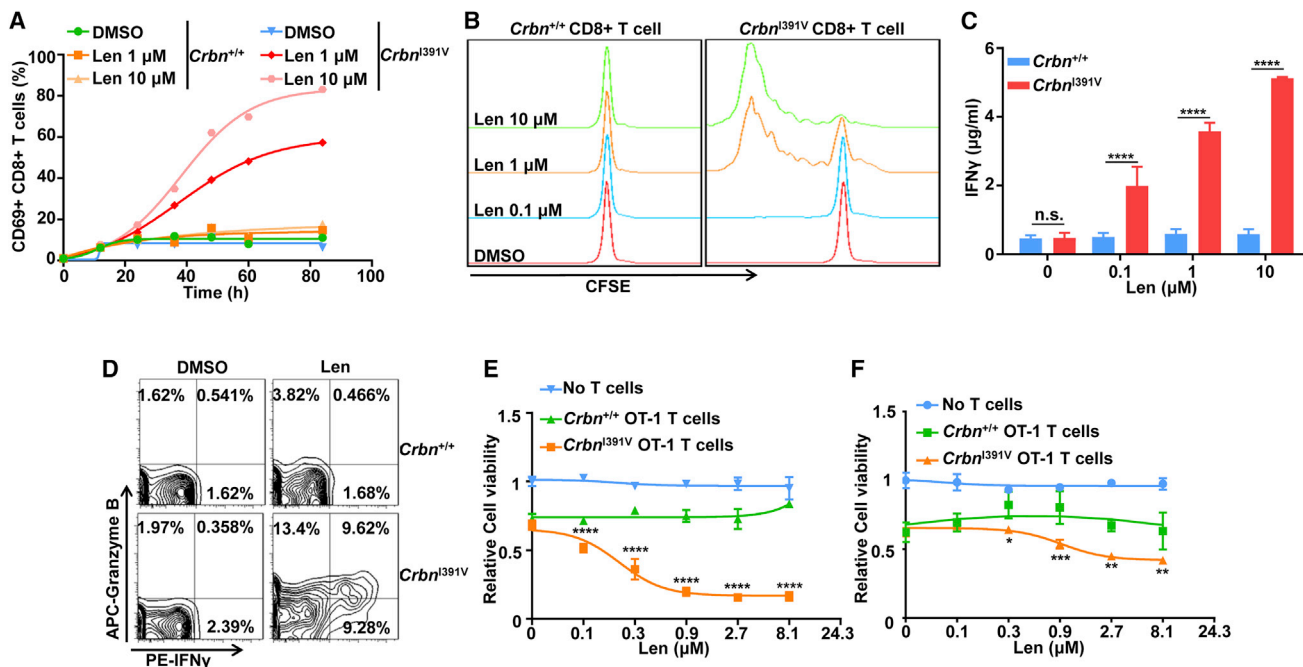 A
DMSO
Len 1 μM
Len 10 μM
Crbn+/+
DMSO
Len 1 μM
Len 10 μM
CrbnI391V
CD69+ CD8+ T cells (%)
100
80
60
40
20
0
0 20 40 60 80 100
Time (h)
B
Crbn+/+ CD8+ T cell
CrbnI391V CD8+ T cell
Len 10 μM
Len 1 μM
Len 0.1 μM
DMSO
CFSE
C
Crbn+/+
CrbnI391V
IFNγ (μg/ml)
6
4
2
0
n.s.
****
****
****
0 0.1 1 10
Len (μM)
D
DMSO
Len
1.62% 0.541%
1.62%
3.82% 0.466%
1.68%
Crbn+/+
1.97% 0.358%
2.39%
13.4% 9.62%
9.28%
CrbnI391V
APC-Granzyme B
PE-IFNγ
E
No T cells
Crbn+/+ OT-1 T cells
CrbnI391V OT-1 T cells
Relative Cell viability
1.5
1
0.5
0
****
****
****
****
****
0 0.1 0.3 0.9 2.7 8.1 24.3
Len (μM)
F
No T cells
Crbn+/+ OT-1 T cells
CrbnI391V OT-1 T cells
Relative Cell viability
1.5
1
0.5
0
*
***
**
**
0 0.1 0.3 0.9 2.7 8.1 24.3
Len (μM)